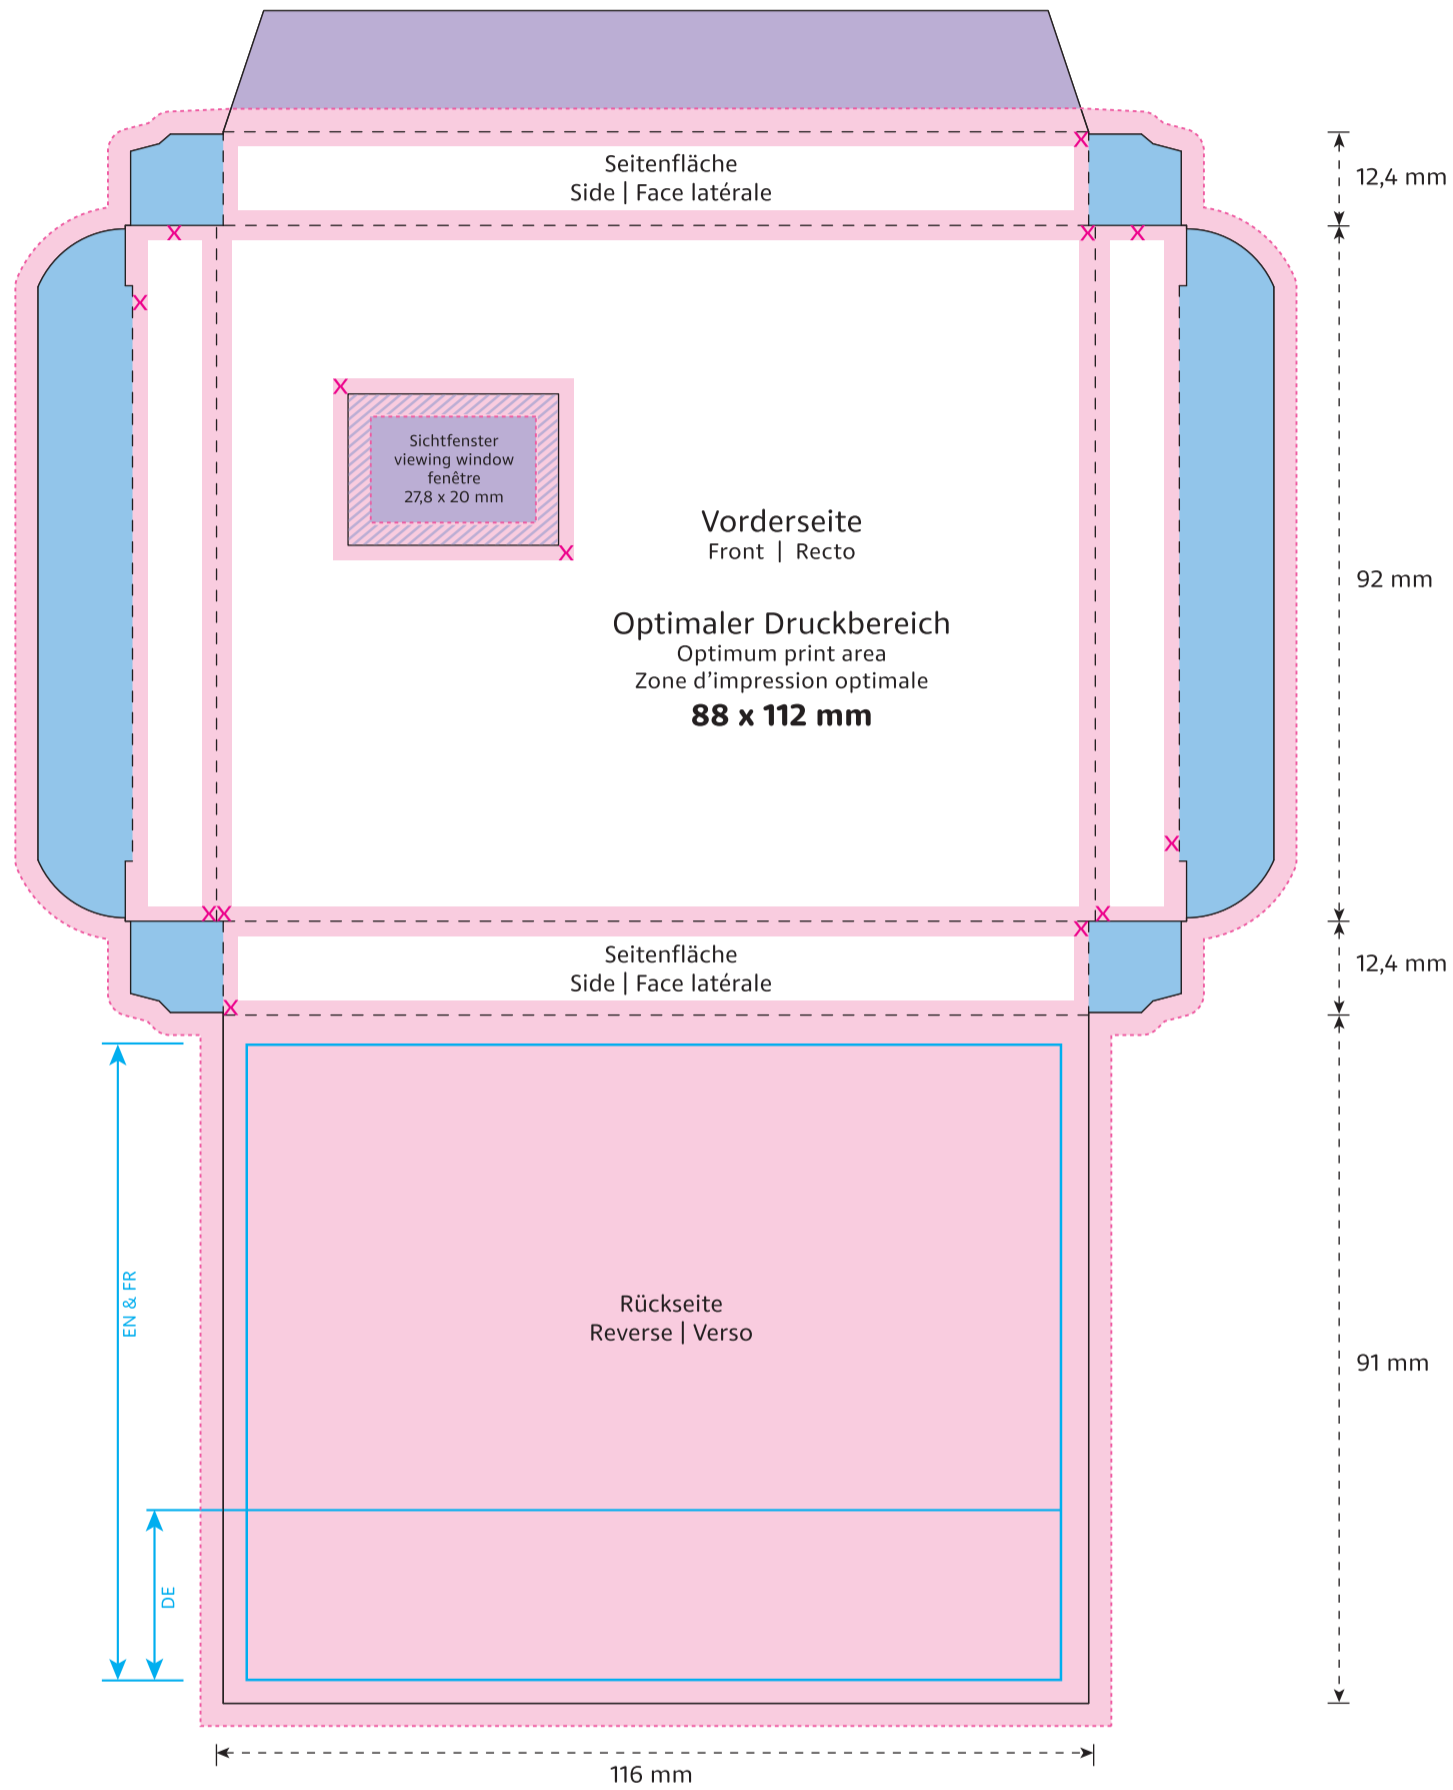 Seitenfläche
Side | Face latérale
12,4 mm
Sichtfenster
viewing window
fenêtre
27,8 x 20 mm
Vorderseite
Front | Recto
92 mm
Optimaler Druckbereich
Optimum print area
Zone d’impression optimale
88 x 112 mm
Seitenfläche
Side | Face latérale
12,4 mm
EN & FR
Rückseite
Reverse | Verso
91 mm
DE
116 mm